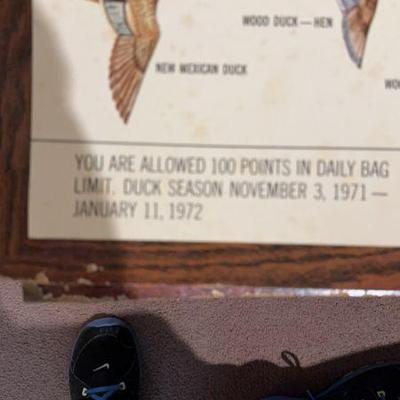 WOOD DUCK—HEN
NEW MEXICAN DUCK
WO
YOU ARE ALLOWED 100 POINTS IN DAILY BAG
LIMIT. DUCK SEASON NOVEMBER 3, 1971 —
JANUARY 11, 1972